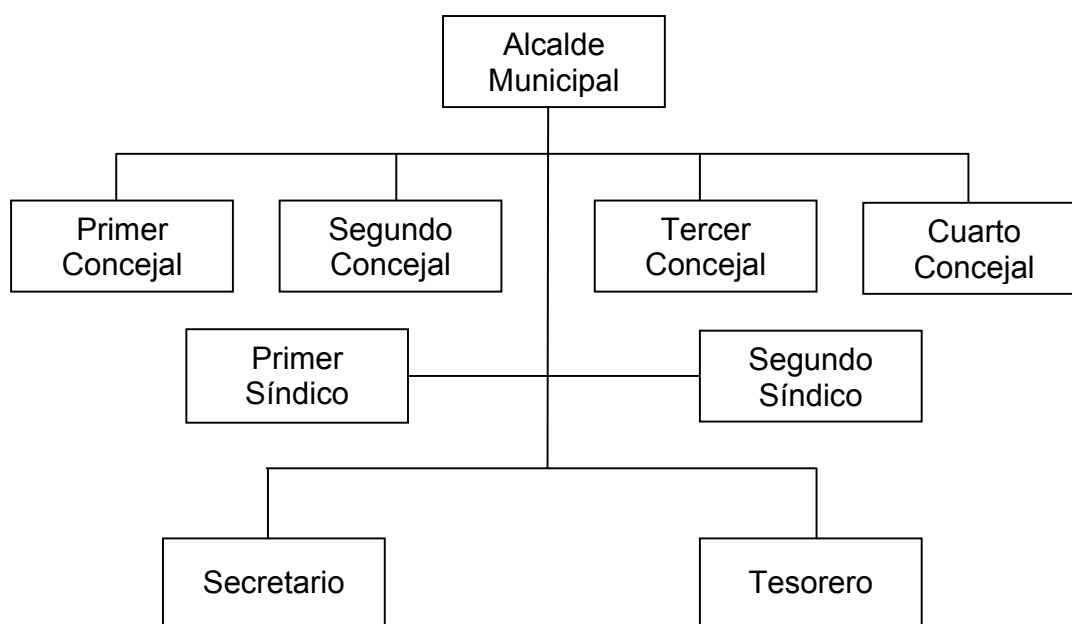 Alcalde
Municipal
Primer
Concejal
Segundo
Concejal
Tercer
Concejal
Cuarto
Concejal
Primer
Síndico
Segundo
Síndico
Secretario
Tesorero